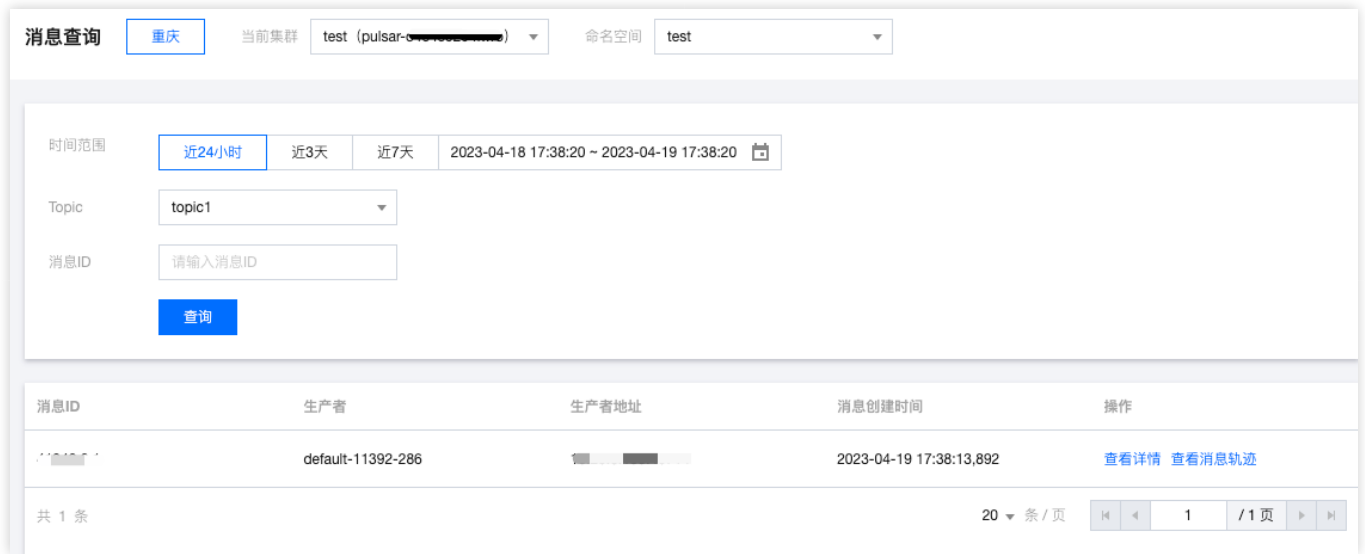 消息查询 重庆 当前集群 test（pulsar- ） 命名空间 test
时间范围 近24小时 近3天 近7天 2023-04-18 17:38:20 ~ 2023-04-19 17:38:20
Topic topic1
消息ID 请输入消息ID
查询
消息ID 生产者 生产者地址 消息创建时间 操作
default-11392-286 2023-04-19 17:38:13,892 查看详情 查看消息轨迹
共 1 条 20 条 / 页 1 / 1 页